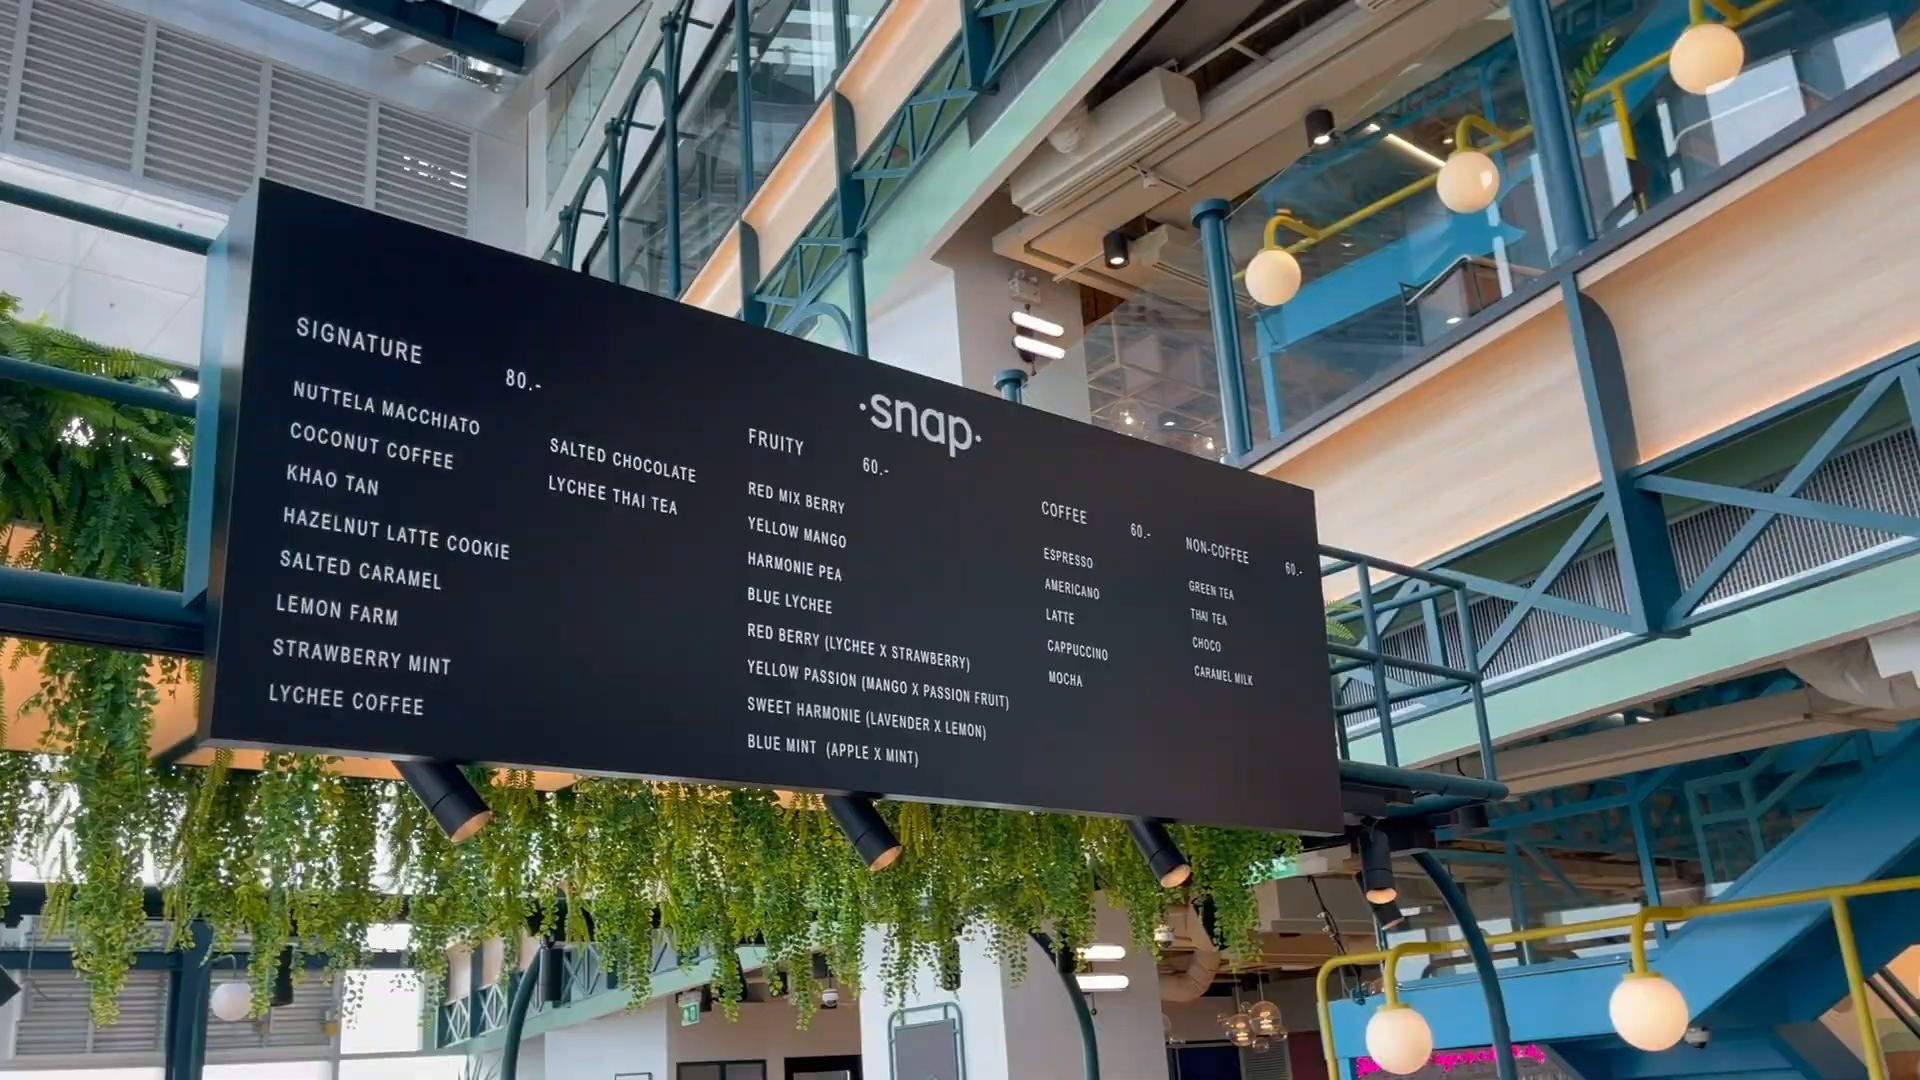 ·snap·
SIGNATURE
80.-
NUTTELA MACCHIATO
COCONUT COFFEE
KHAO TAN
HAZELNUT LATTE COOKIE
SALTED CARAMEL
LEMON FARM
STRAWBERRY MINT
LYCHEE COFFEE
SALTED CHOCOLATE
LYCHEE THAI TEA
FRUITY
60.-
RED MIX BERRY
YELLOW MANGO
HARMONIE PEA
BLUE LYCHEE
RED BERRY (LYCHEE X STRAWBERRY)
YELLOW PASSION (MANGO X PASSION FRUIT)
SWEET HARMONIE (LAVENDER X LEMON)
BLUE MINT (APPLE X MINT)
COFFEE
60.-
ESPRESSO
AMERICANO
LATTE
CAPPUCCINO
MOCHA
NON-COFFEE
60.-
GREEN TEA
THAI TEA
CHOCO
CARAMEL MILK